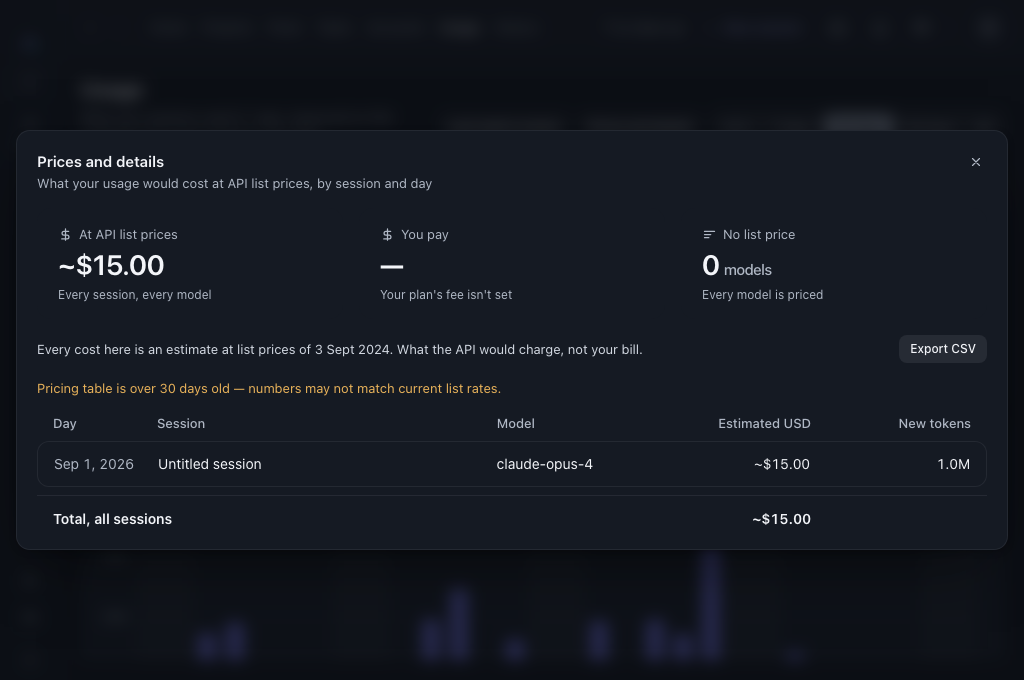 Prices and details
What your usage would cost at API list prices, by session and day
At API list prices
~$15.00
Every session, every model
You pay
—
Your plan's fee isn't set
No list price
0 models
Every model is priced
Every cost here is an estimate at list prices of 3 Sept 2024. What the API would charge, not your bill.
Export CSV
Pricing table is over 30 days old — numbers may not match current list rates.
Day Session Model Estimated USD New tokens
Sep 1, 2026 Untitled session claude-opus-4 ~$15.00 1.0M
Total, all sessions ~$15.00